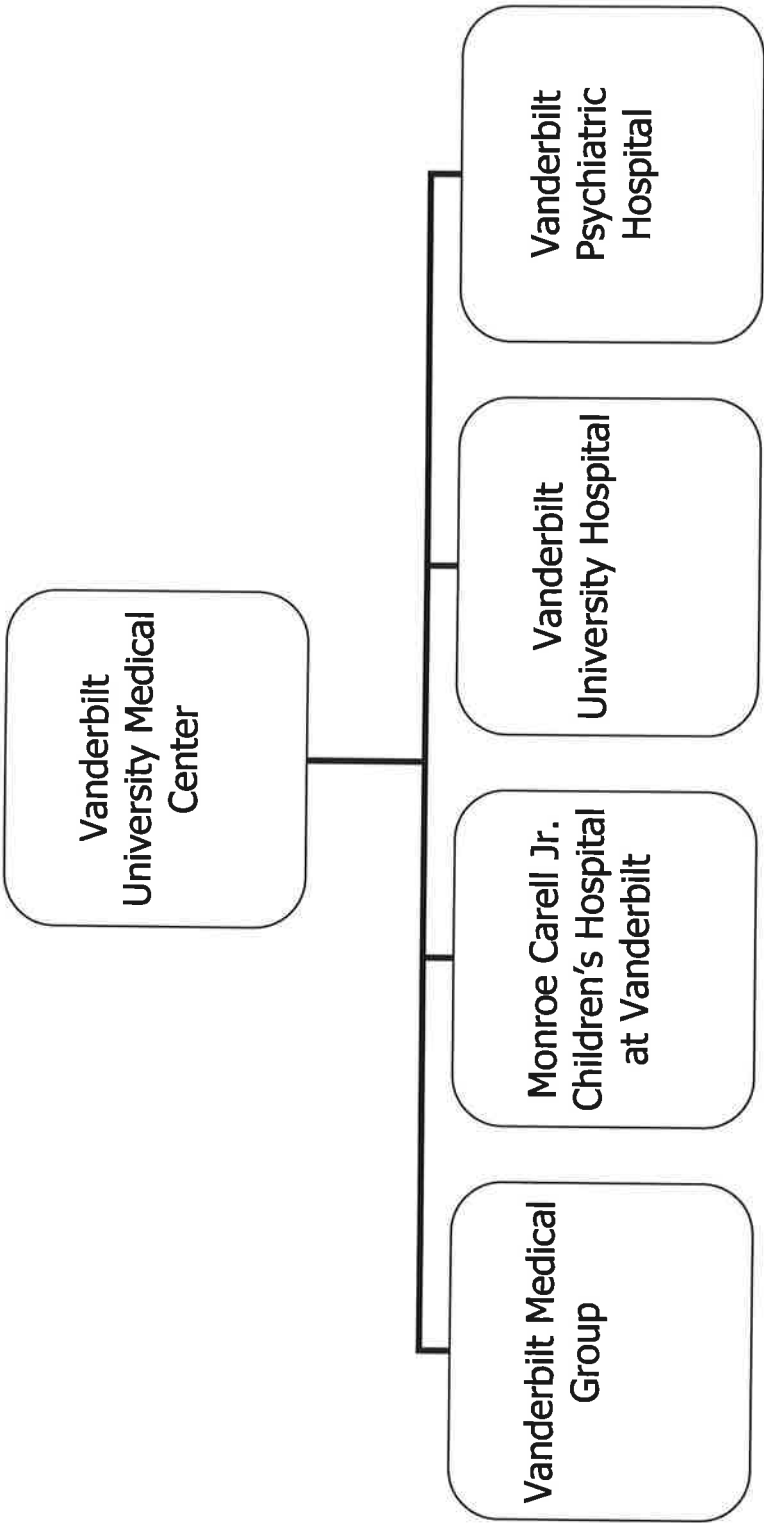 Vanderbilt
University Medical
Center
Vanderbilt Medical
Group
Monroe Carell Jr.
Children's Hospital
at Vanderbilt
Vanderbilt
University Hospital
Vanderbilt
Psychiatric
Hospital